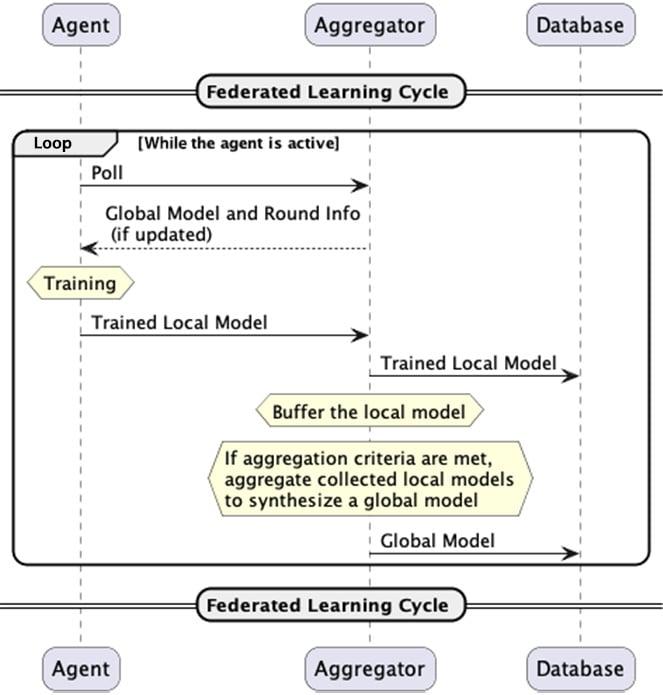 Agent
Aggregator
Database
Federated Learning Cycle
Loop
[While the agent is active]
Poll
Global Model and Round Info
(if updated)
Training
Trained Local Model
Trained Local Model
Buffer the local model
If aggregation criteria are met,
aggregate collected local models
to synthesize a global model
Global Model
Federated Learning Cycle
Agent
Aggregator
Database